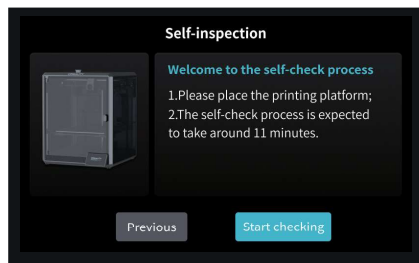 Self-inspection
Welcome to the self-check process
1.Please place the printing platform;
2.The self-check process is expected
to take around 11 minutes.
Previous
Start checking